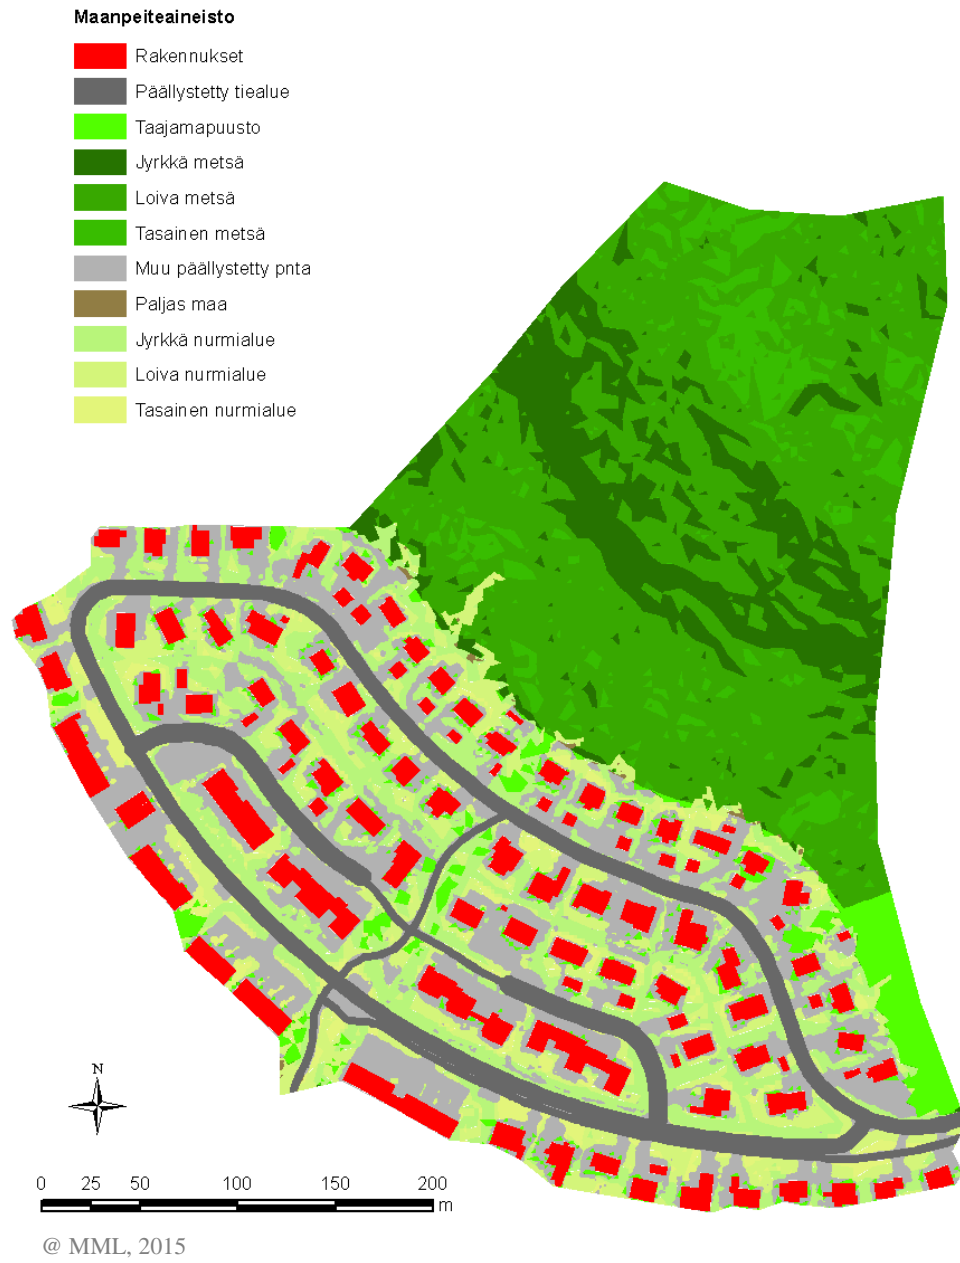 Maanpeiteaineisto
Rakennukset
Päällystetty tiealue
Taajamapuusto
Jyrkkä metsä
Loiva metsä
Tasainen metsä
Muu päällystetty pnta
Paljas maa
Jyrkkä nurmialue
Loiva nurmialue
Tasainen nurmialue
N
0 25 50 100 150 200
m
@ MML, 2015